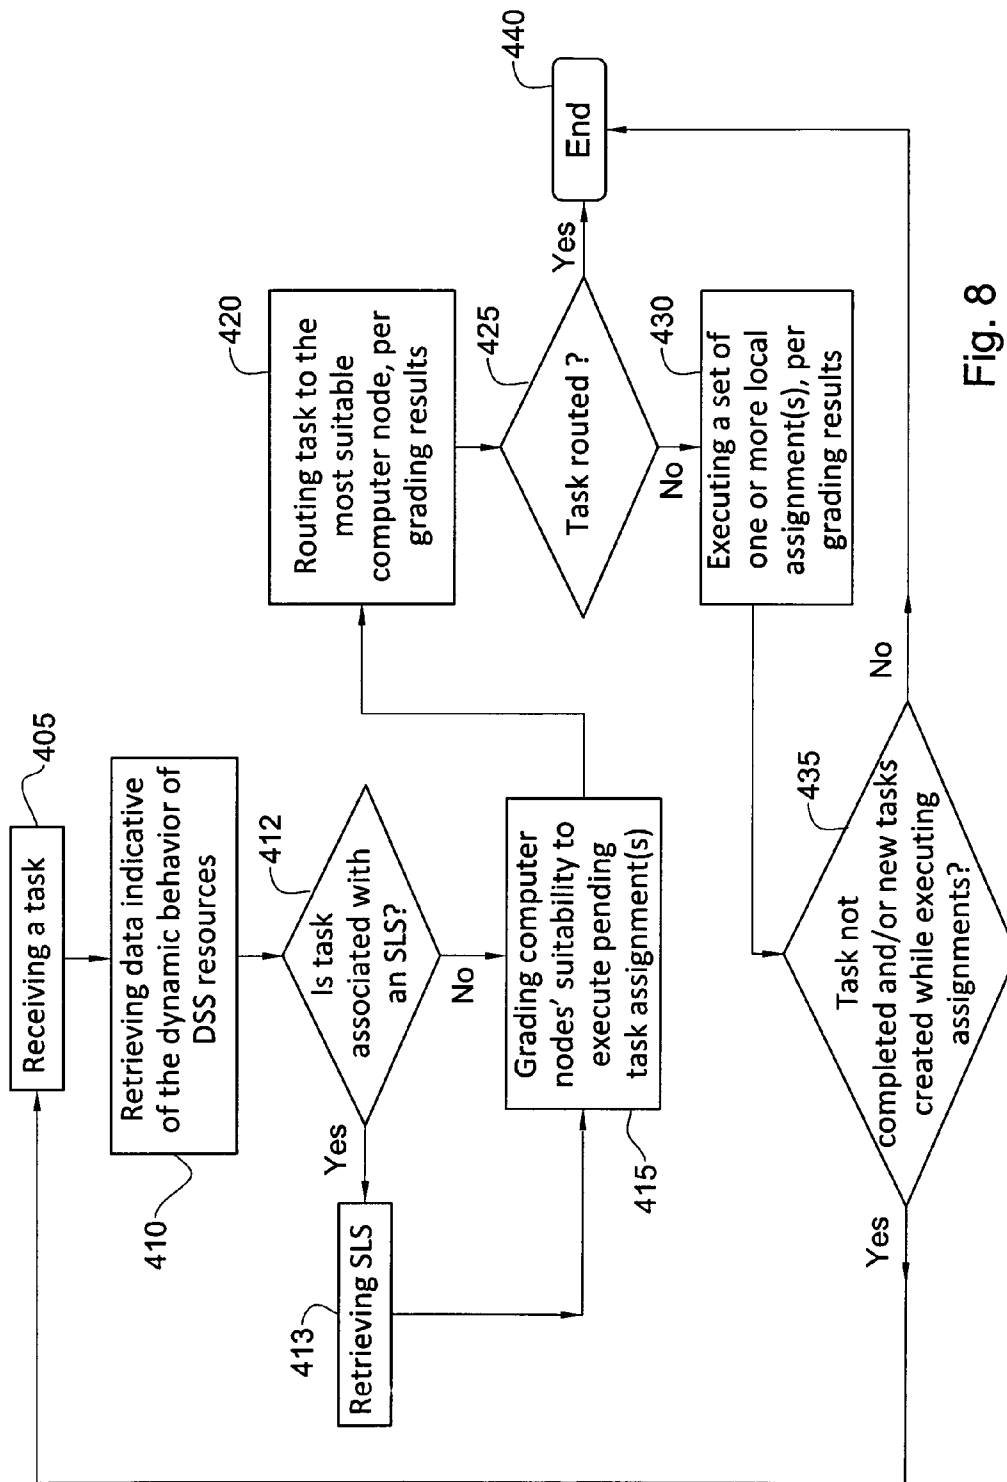 Receiving a task
405
Retrieving data indicative
of the dynamic behavior of
DSS resources
410
Is task
associated with
an SLS?
412
Yes
No
Retrieving SLS
413
Grading computer
nodes' suitability to
execute pending
task assignment(s)
415
Routing task to the
most suitable
computer node, per
grading results
420
Task routed ?
425
Yes
No
End
440
Executing a set of
one or more local
assignment(s), per
grading results
430
Task not
completed and/or new tasks
created while executing
assignments?
435
Yes
No
Fig. 8